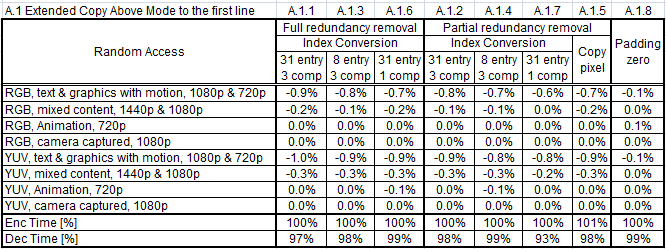 A.1 Extended Copy Above Mode to the first line A.1.1 A.1.3 A.1.6 A.1.2 A.1.4 A.1.7 A.1.5 A.1.8
Random Access
Full redundancy removal Partial redundancy removal
Index Conversion Index Conversion Copy pixel Padding zero
31 entry 8 entry 31 entry 31 entry 8 entry 31 entry
3 comp 3 comp 1 comp 3 comp 3 comp 1 comp
RGB, text & graphics with motion, 1080p & 720p -0.9% -0.8% -0.7% -0.8% -0.7% -0.6% -0.7% -0.1%
RGB, mixed content, 1440p & 1080p -0.2% -0.1% -0.2% -0.1% -0.1% 0.0% -0.2% 0.0%
RGB, Animation, 720p 0.0% 0.0% 0.0% 0.0% 0.0% 0.0% 0.0% 0.1%
RGB, camera captured, 1080p 0.0% 0.0% 0.0% 0.0% 0.0% 0.0% 0.0% 0.0%
YUV, text & graphics with motion, 1080p & 720p -1.0% -0.9% -0.9% -0.9% -0.8% -0.8% -0.9% -0.1%
YUV, mixed content, 1440p & 1080p -0.3% -0.3% -0.3% -0.3% -0.3% -0.2% -0.3% 0.0%
YUV, Animation, 720p 0.0% 0.0% -0.1% 0.0% -0.1% 0.0% 0.0% 0.0%
YUV, camera captured, 1080p 0.0% 0.0% 0.0% 0.0% 0.0% 0.0% 0.0% 0.0%
Enc Time [%] 100% 100% 100% 100% 100% 100% 101% 100%
Dec Time [%] 97% 98% 99% 98% 99% 93% 98% 99%